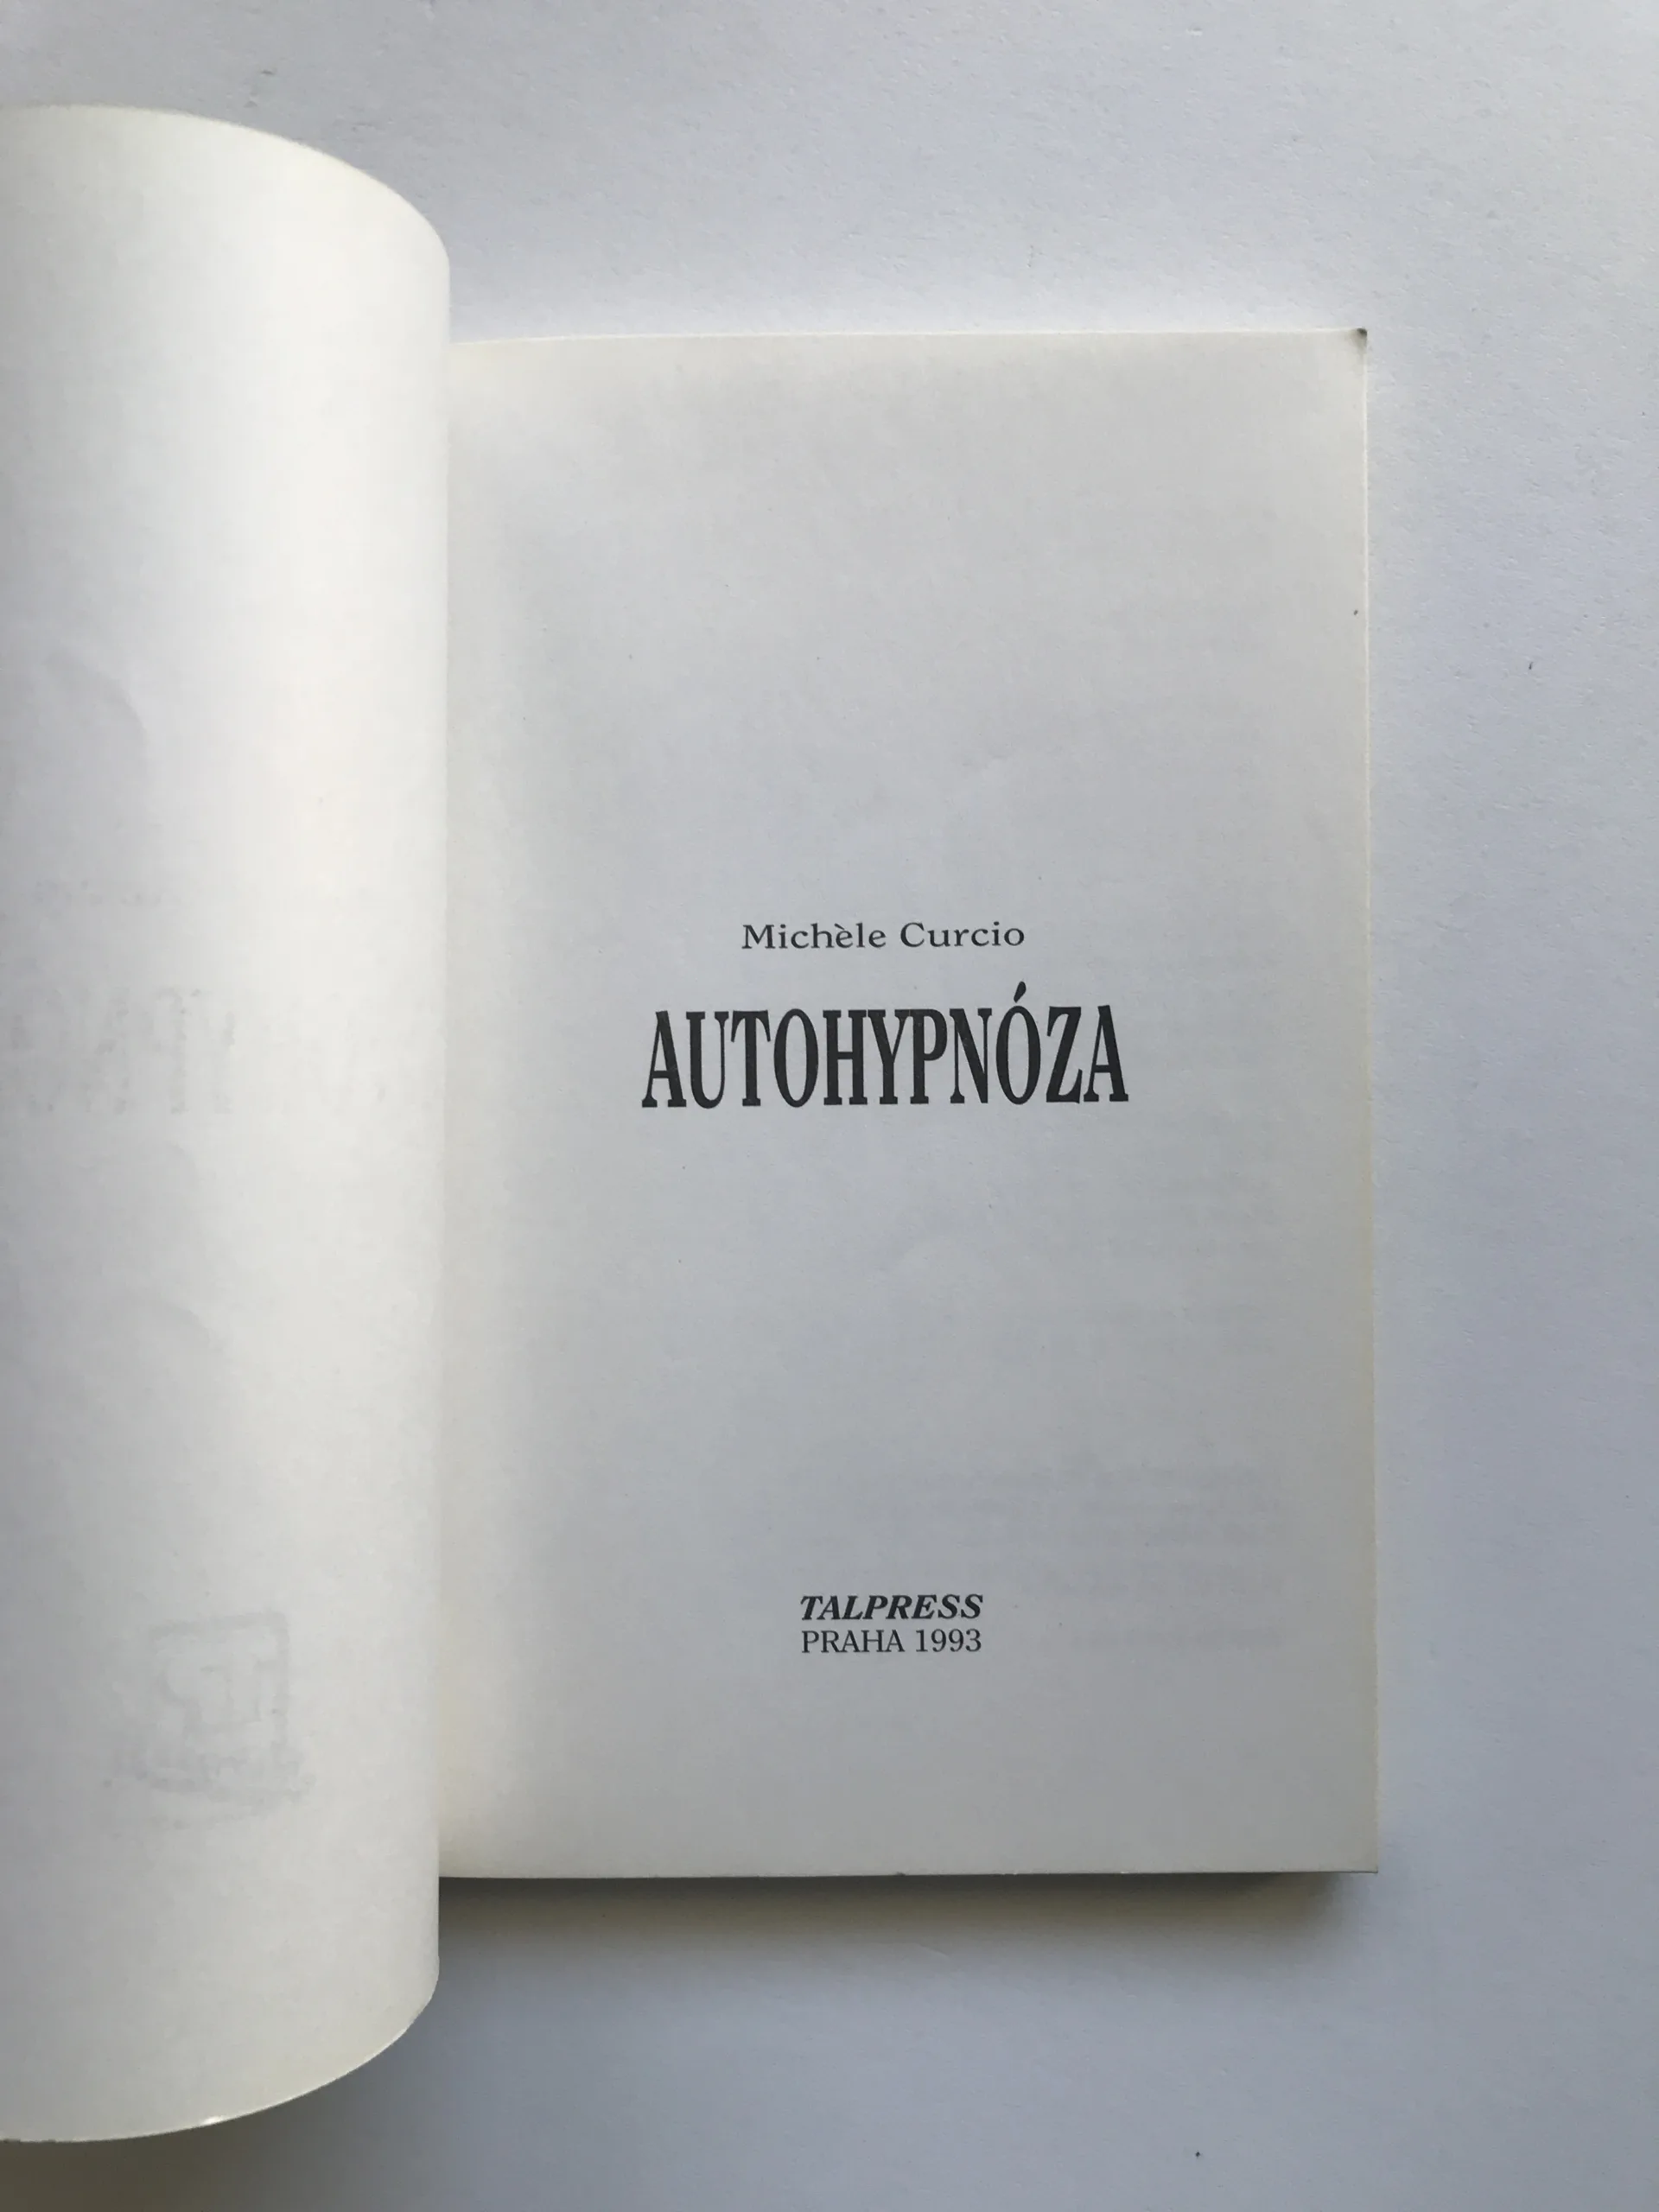 Michèle Curcio
AUTOHYPNÓZA
TALPRESS
PRAHA 1993